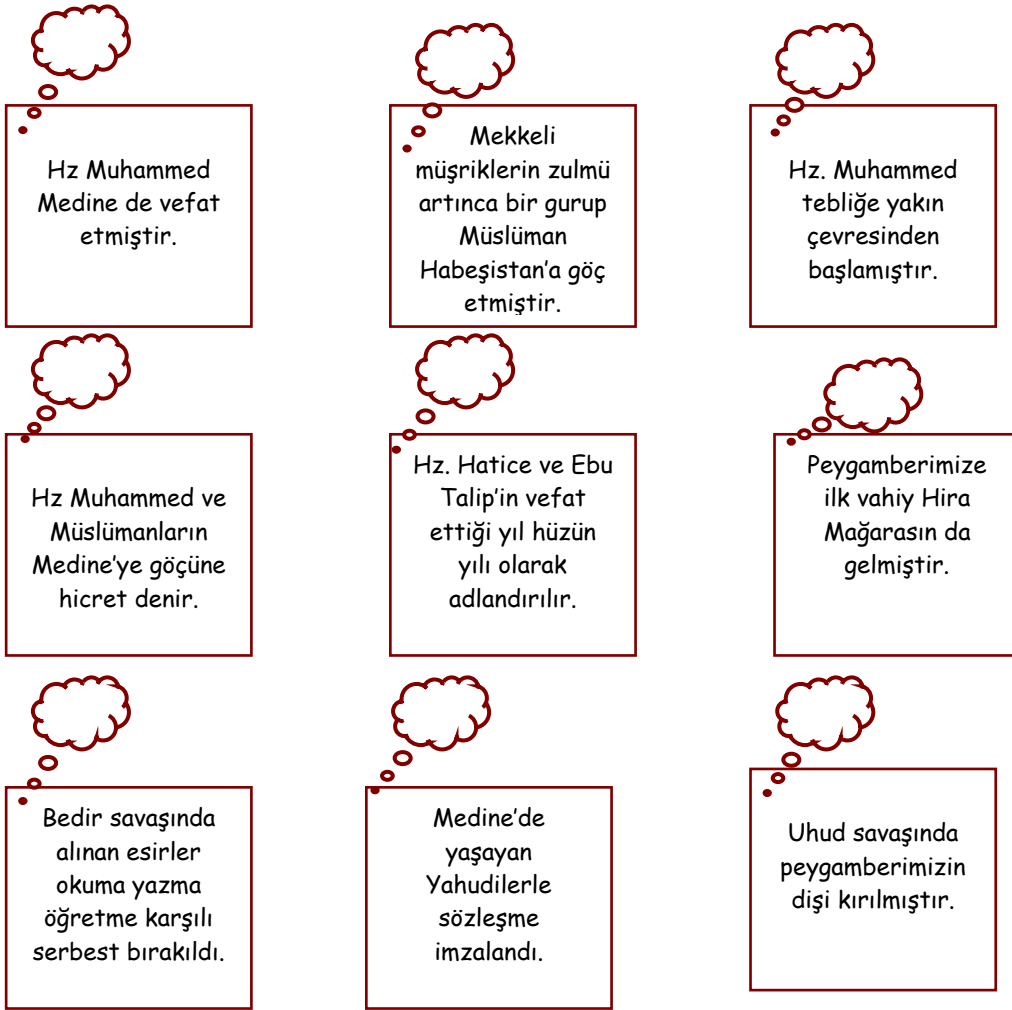 Hz Muhammed
Medine de vefat
etmiştir.
Mekkeli
müşriklerin zulmü
artınca bir gurup
Müslüman
Habeşistan'a göç
etmiştir.
Hz. Muhammed
tebliğe yakın
çevresinden
başlamıştır.
Hz Muhammed ve
Müslümanların
Medine'ye göçüne
hicret denir.
Hz. Hatice ve Ebu
Talip'in vefat
ettiği yıl hüzün
yılı olarak
adlandırılır.
Peygamberimize
ilk vahiy Hira
Mağarasın da
gelmiştir.
Bedir savaşında
alınan esirler
okuma yazma
öğretme karşılı
serbest bırakıldı.
Medine'de
yaşayan
Yahudilerle
sözleşme
imzalandı.
Uhud savaşında
peygamberimizin
dişi kırılmıştır.